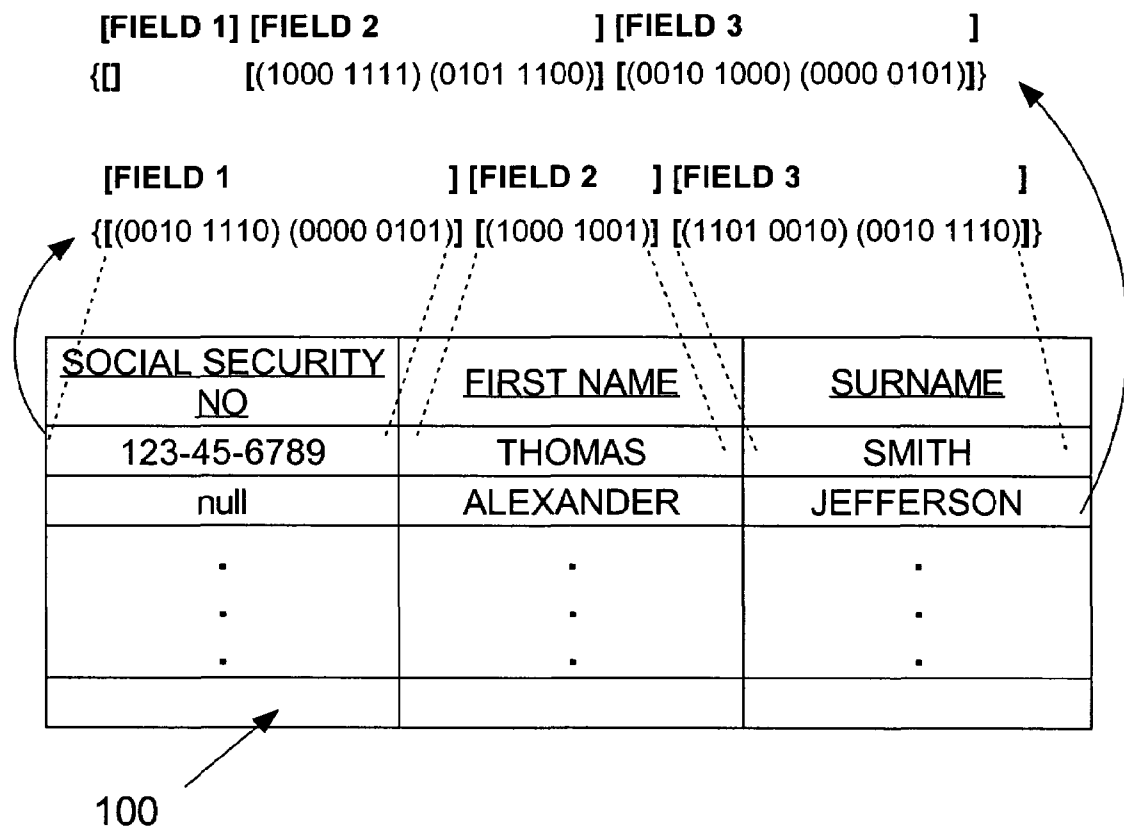 [FIELD 1] [FIELD 2 ] [FIELD 3 ]
{[] [(1000 1111) (0101 1100)] [(0010 1000) (0000 0101)]}
[FIELD 1 ] [FIELD 2 ] [FIELD 3 ]
{[(0010 1110) (0000 0101)] [(1000 1001)] [(1101 0010) (0010 1110)]}
SOCIAL SECURITY
NO
FIRST NAME
SURNAME
123-45-6789 THOMAS SMITH
null ALEXANDER JEFFERSON
100